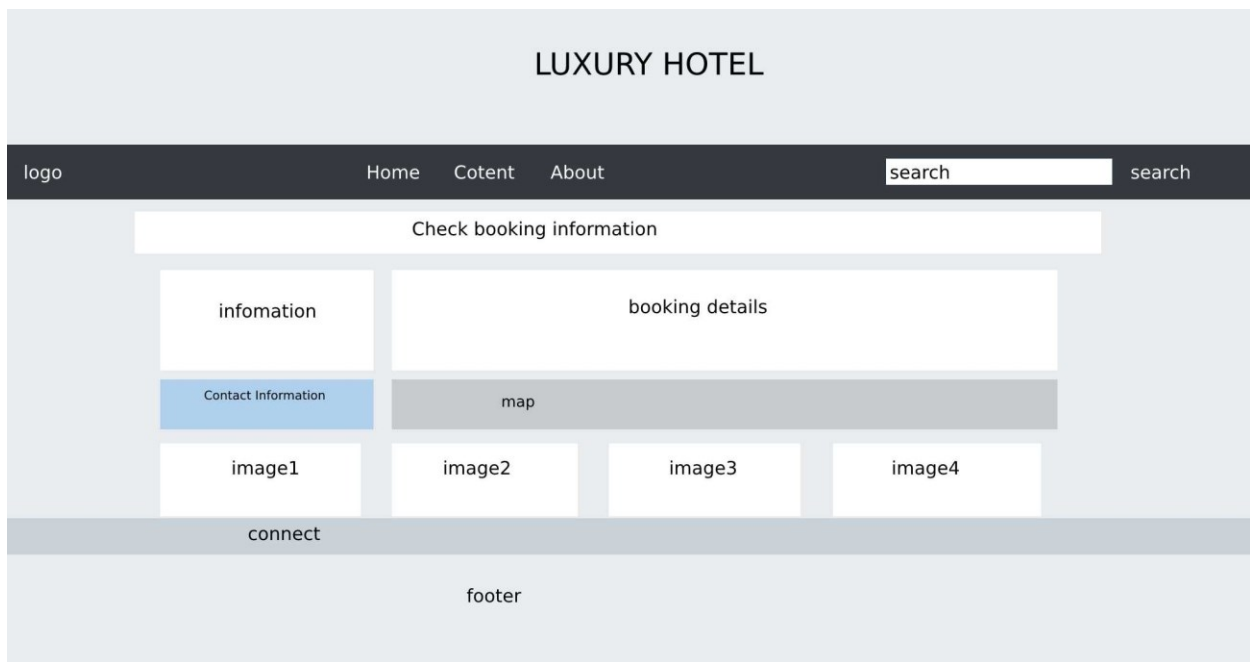 LUXURY HOTEL
logo Home Cotent About search search
Check booking information
infomation booking details
Contact Information map
image1 image2 image3 image4
connect
footer